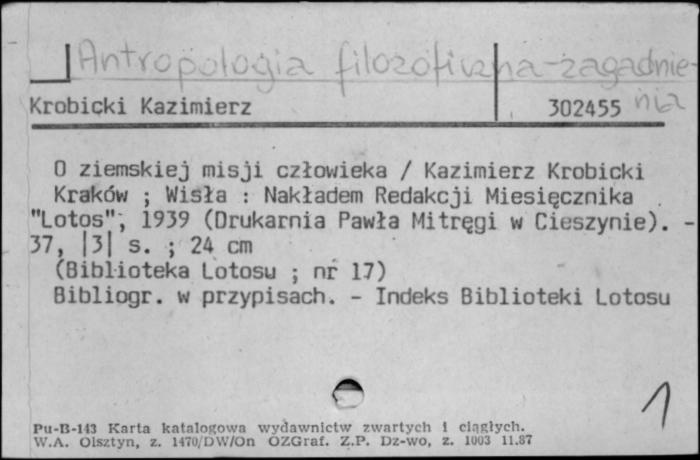 Antropologia filozoficzna-zagadnie-
nia
Krobicki Kazimierz 302455
O ziemskiej misji człowieka / Kazimierz Krobicki
Kraków ; Wisła : Nakładem Redakcji Miesięcznika
"Lotos", 1939 (Drukarnia Pawła Mitręgi w Cieszynie). -
37, |3| s. ; 24 cm
(Biblioteka Lotosu ; nr 17)
Bibliogr. w przypisach. - Indeks Biblioteki Lotosu
1
Pu-B-143 Karta katalogowa wydawnictw zwartych i ciągłych.
W.A. Olsztyn, z. 1470/DW/On OZGraf. Z.P. Dz-wo, z. 1003 11.87